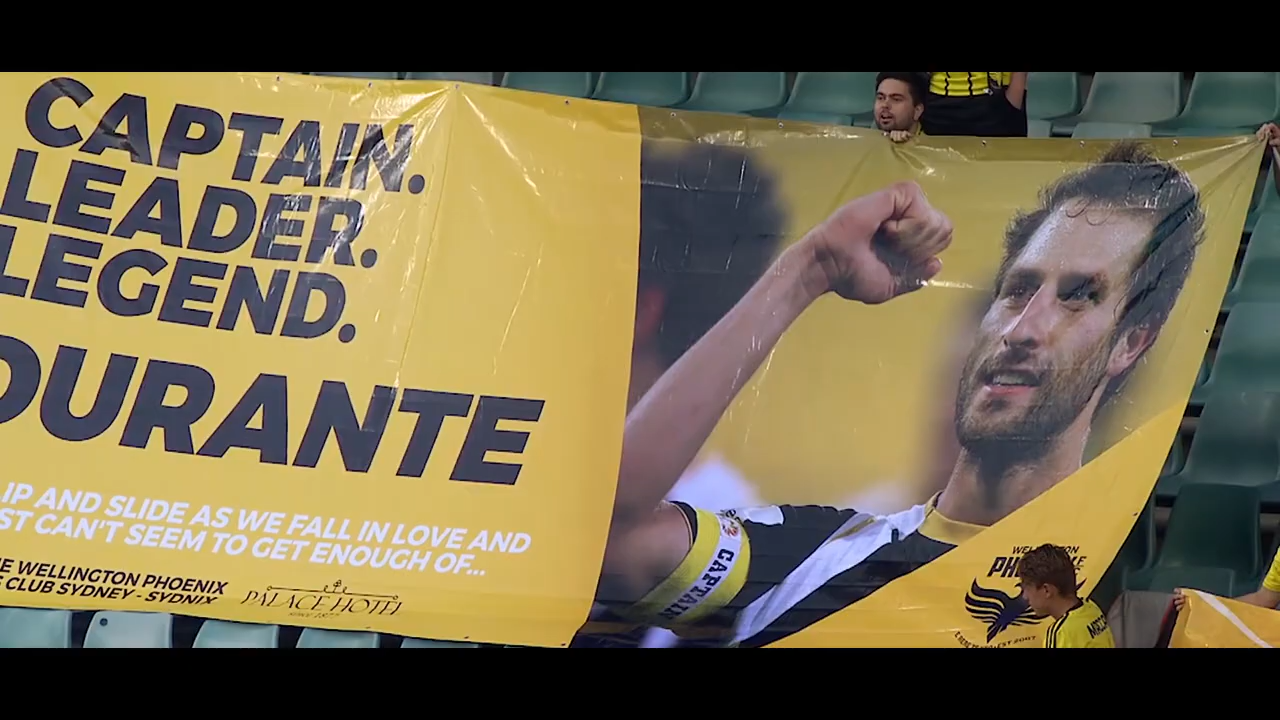 CAPTAIN.
LEADER.
LEGEND.
DURANTE
IP AND SLIDE AS WE FALL IN LOVE AND
ST CAN'T SEEM TO GET ENOUGH OF...
E WELLINGTON PHOENIX
CLUB SYDNEY - SYDNIX
PALACE HOTEL
CAPTAIN